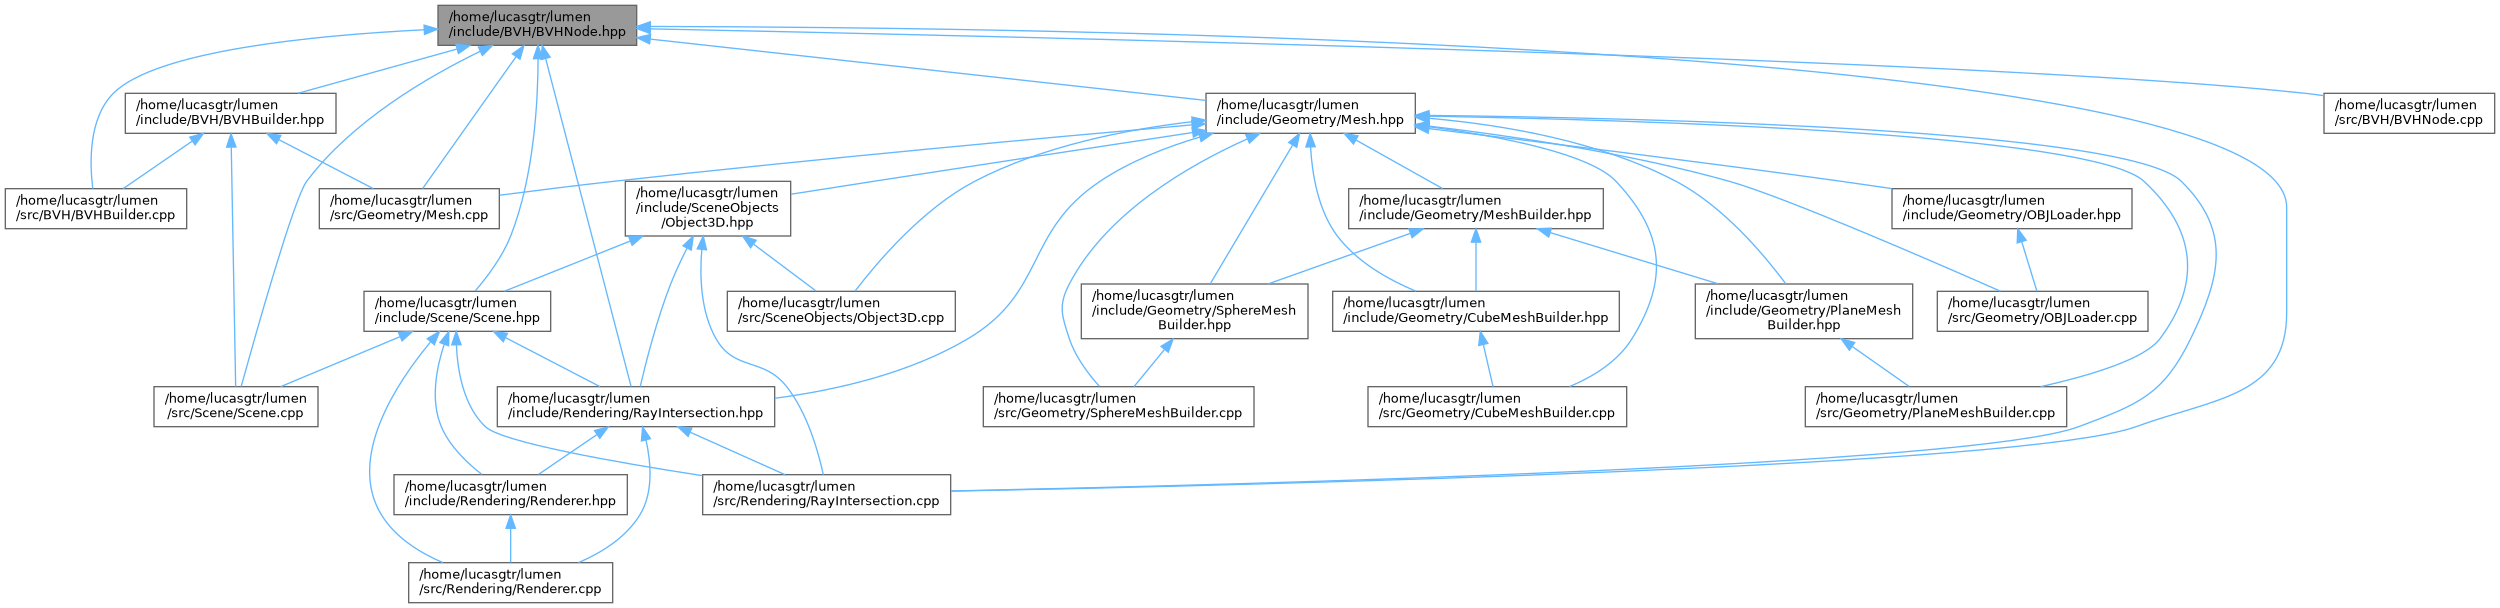 /home/lucasgtr/lumen
/include/BVH/BVHNode.hpp
/home/lucasgtr/lumen
/include/BVH/BVHBuilder.hpp
/home/lucasgtr/lumen
/include/Geometry/Mesh.hpp
/home/lucasgtr/lumen
/src/BVH/BVHNode.cpp
/home/lucasgtr/lumen
/src/BVH/BVHBuilder.cpp
/home/lucasgtr/lumen
/src/Geometry/Mesh.cpp
/home/lucasgtr/lumen
/include/SceneObjects
/Object3D.hpp
/home/lucasgtr/lumen
/include/Geometry/MeshBuilder.hpp
/home/lucasgtr/lumen
/include/Geometry/OBJLoader.hpp
/home/lucasgtr/lumen
/include/Scene/Scene.hpp
/home/lucasgtr/lumen
/src/SceneObjects/Object3D.cpp
/home/lucasgtr/lumen
/include/Geometry/SphereMesh
Builder.hpp
/home/lucasgtr/lumen
/include/Geometry/CubeMeshBuilder.hpp
/home/lucasgtr/lumen
/include/Geometry/PlaneMesh
Builder.hpp
/home/lucasgtr/lumen
/src/Geometry/OBJLoader.cpp
/home/lucasgtr/lumen
/src/Scene/Scene.cpp
/home/lucasgtr/lumen
/include/Rendering/RayIntersection.hpp
/home/lucasgtr/lumen
/src/Geometry/SphereMeshBuilder.cpp
/home/lucasgtr/lumen
/src/Geometry/CubeMeshBuilder.cpp
/home/lucasgtr/lumen
/src/Geometry/PlaneMeshBuilder.cpp
/home/lucasgtr/lumen
/include/Rendering/Renderer.hpp
/home/lucasgtr/lumen
/src/Rendering/RayIntersection.cpp
/home/lucasgtr/lumen
/src/Rendering/Renderer.cpp